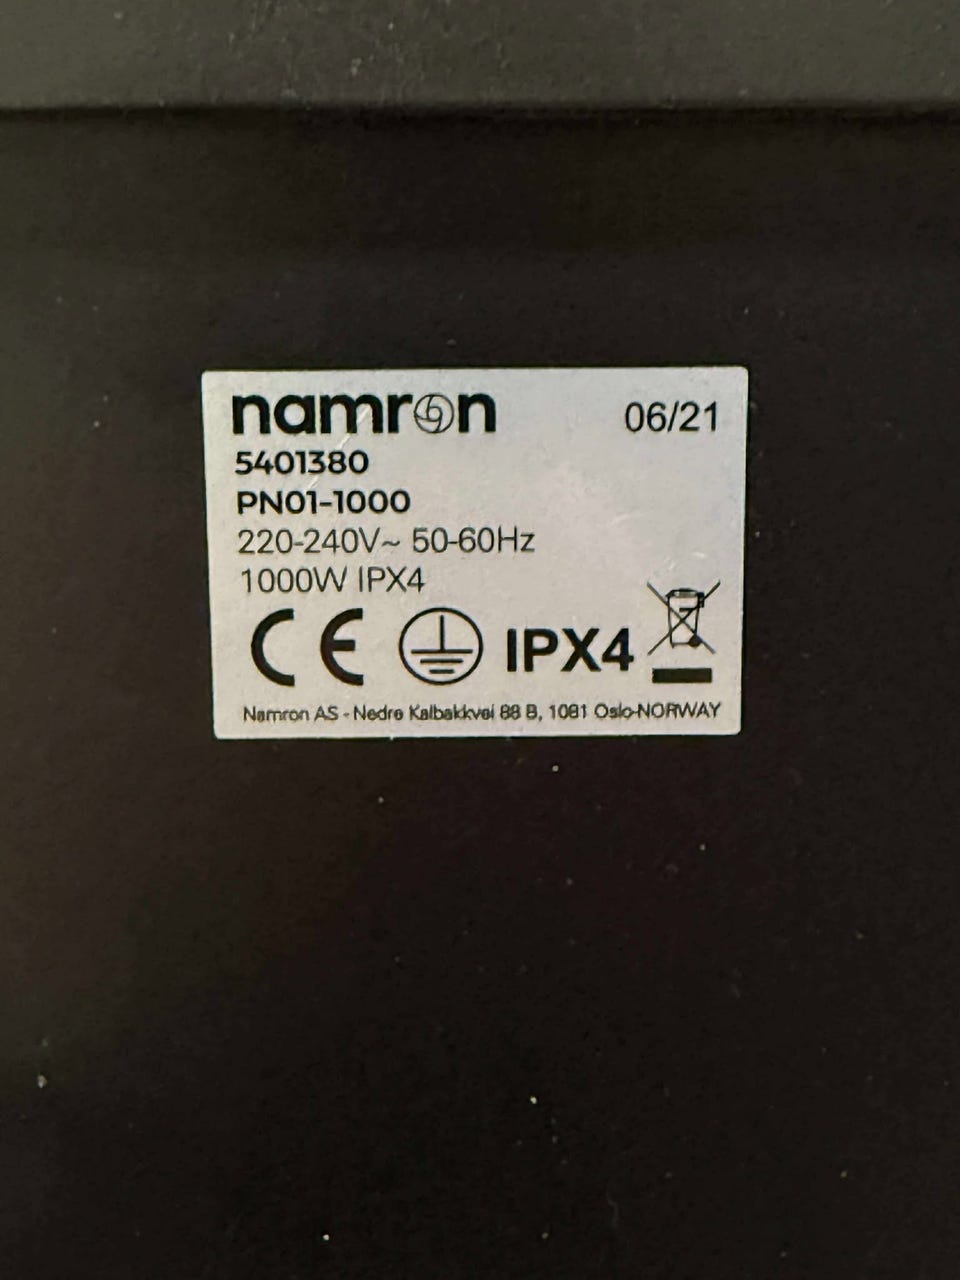 namron 06/21
5401380
PN01-1000
220-240V~ 50-60Hz
1000W IPX4
CE IPX4
Namron AS - Nedre Kalbakkvei 88 B, 1081 Oslo-NORWAY